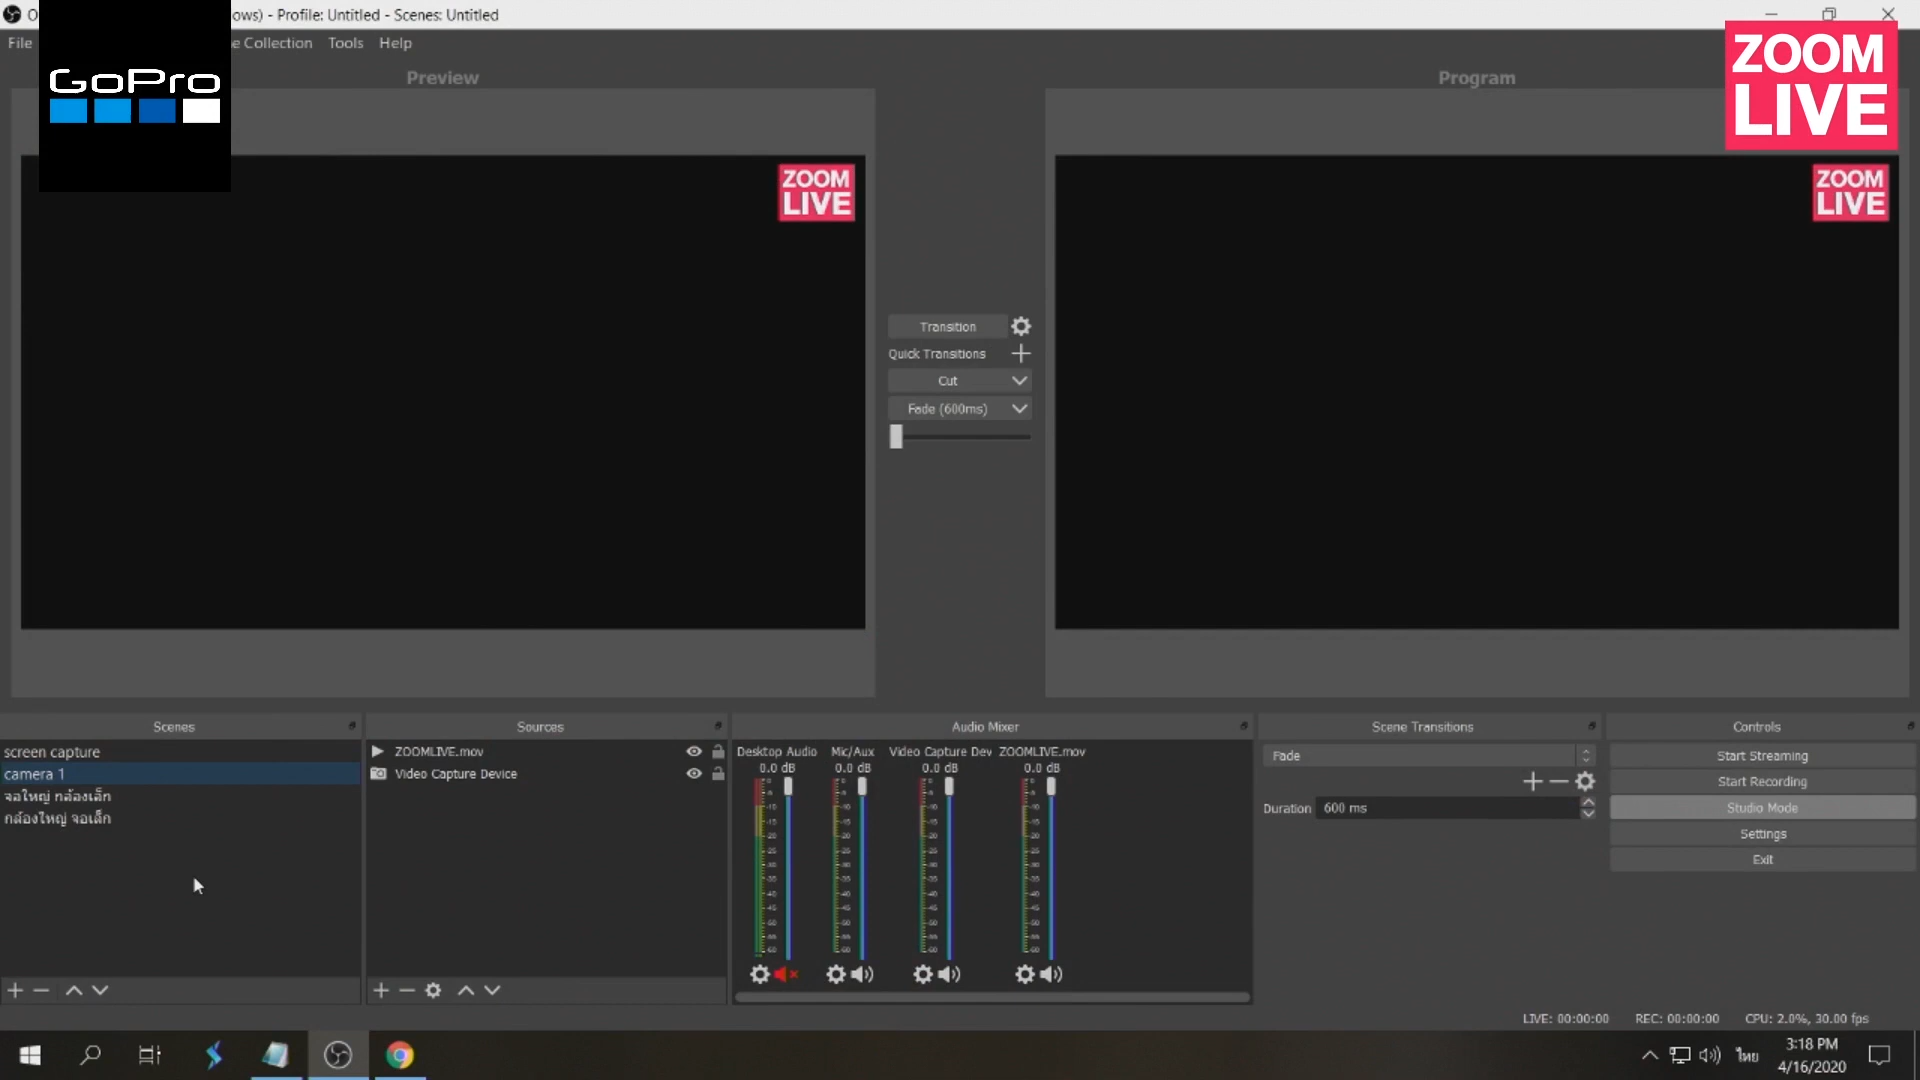 O
ows) - Profile: Untitled - Scenes: Untitled
File
e Collection
Tools
Help
GoPro
ZOOM
LIVE
Preview
Program
ZOOM
LIVE
ZOOM
LIVE
Transition
Quick Transitions
Cut
Fade (600ms)
Scenes
screen capture
camera 1
จอใหญ่ กล้องเล็ก
กล้องใหญ่ จอเล็ก
Sources
ZOOMLIVE.mov
Video Capture Device
Audio Mixer
Desktop Audio
0.0 dB
Mic/Aux
0.0 dB
Video Capture Dev
0.0 dB
ZOOMLIVE.mov
0.0 dB
Scene Transitions
Fade
Duration
600 ms
Controls
Start Streaming
Start Recording
Studio Mode
Settings
Exit
LIVE: 00:00:00
REC: 00:00:00
CPU: 2.0%, 30.00 fps
ไทย
3:18 PM
4/16/2020